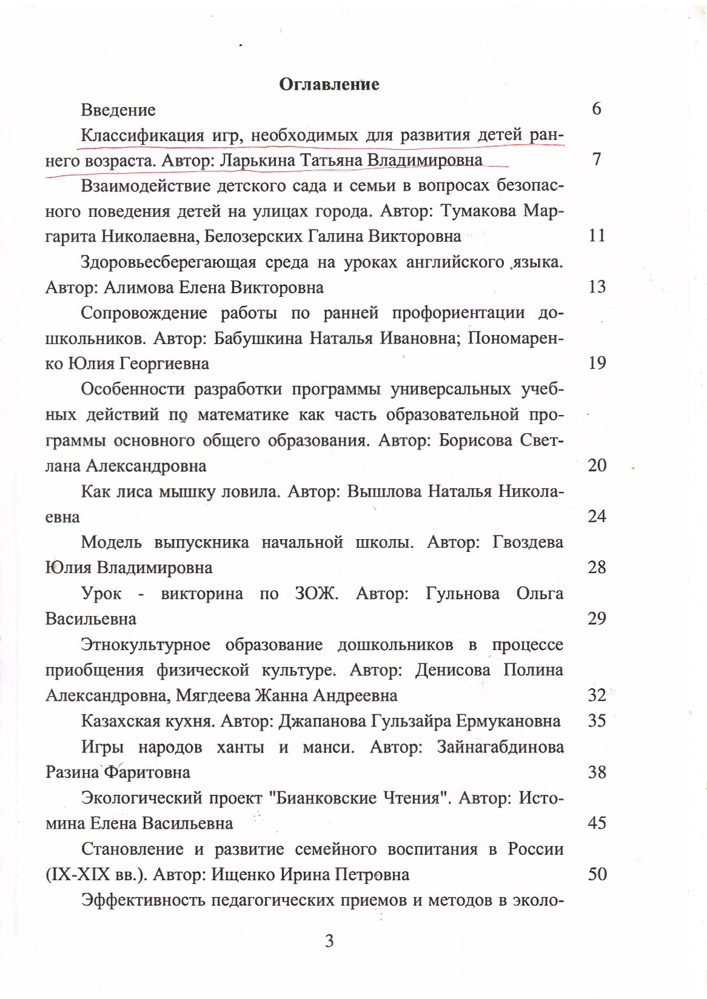 Оглавление
Введение 6
Классификация игр, необходимых для развития детей ран-
него возраста. Автор: Ларькина Татьяна Владимировна 7
Взаимодействие детского сада и семьи в вопросах безопас-
ного поведения детей на улицах города. Автор: Тумакова Мар-
гарита Николаевна, Белозерских Галина Викторовна 11
Здоровьесберегающая среда на уроках английского языка.
Автор: Алимова Елена Викторовна 13
Сопровождение работы по ранней профориентации до-
школьников. Автор: Бабушкина Наталья Ивановна; Пономарен-
ко Юлия Георгиевна 19
Особенности разработки программы универсальных учеб-
ных действий по математике как часть образовательной про-
граммы основного общего образования. Автор: Борисова Свет-
лана Александровна 20
Как лиса мышку ловила. Автор: Вышлова Наталья Никола-
евна 24
Модель выпускника начальной школы. Автор: Гвоздева
Юлия Владимировна 28
Урок - викторина по ЗОЖ. Автор: Гульнова Ольга
Васильевна 29
Этнокультурное образование дошкольников в процессе
приобщения физической культуре. Автор: Денисова Полина
Александровна, Мягдеева Жанна Андреевна 32
Казахская кухня. Автор: Джапанова Гульзайра Ермукановна 35
Игры народов ханты и манси. Автор: Зайнагабдинова
Разина Фаритовна 38
Экологический проект "Бианковские Чтения". Автор: Исто-
мина Елена Васильевна 45
Становление и развитие семейного воспитания в России
(IX-XIX вв.). Автор: Ищенко Ирина Петровна 50
Эффективность педагогических приемов и методов в эколо-
3